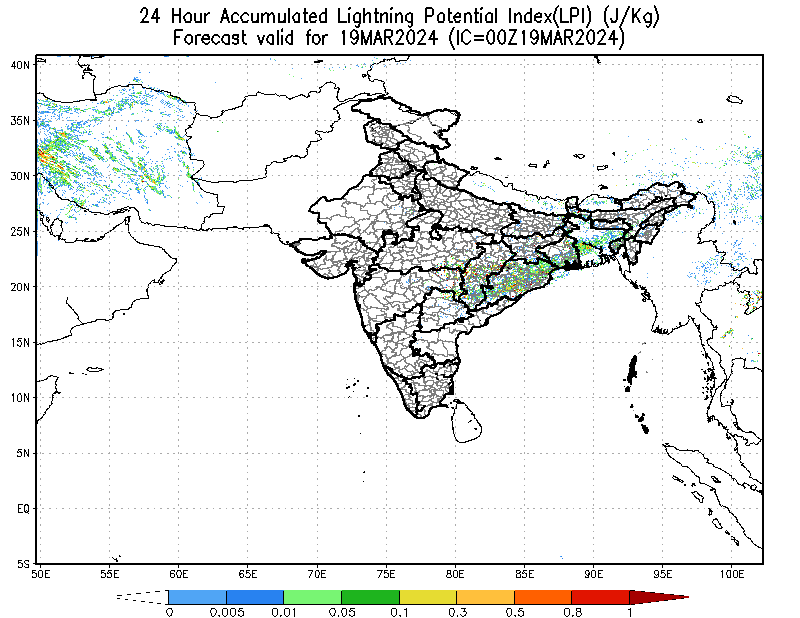 24 Hour Accumulated Lightning Potential Index(LPI) (J/Kg)
Forecast valid for 19MAR2024 (IC=00Z19MAR2024)
40N
35N
30N
25N
20N
15N
10N
5N
EQ
5S
50E 55E 60E 65E 70E 75E 80E 85E 90E 95E 100E
0 0.005 0.01 0.05 0.1 0.3 0.5 0.8 1